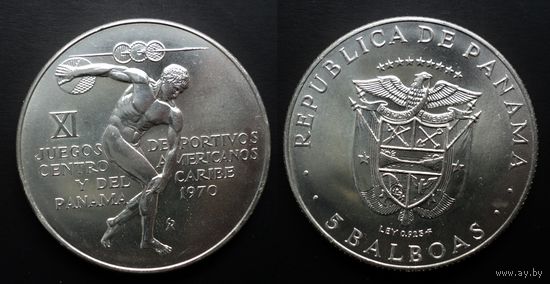 XI
JUEGOS DEPORTIVOS
CENTRO AMERICANOS
Y DEL CARIBE
PANAMA 1970
REPUBLICA DE PANAMA
LEY 0.925
· 5 BALBOAS ·
www.ay.by